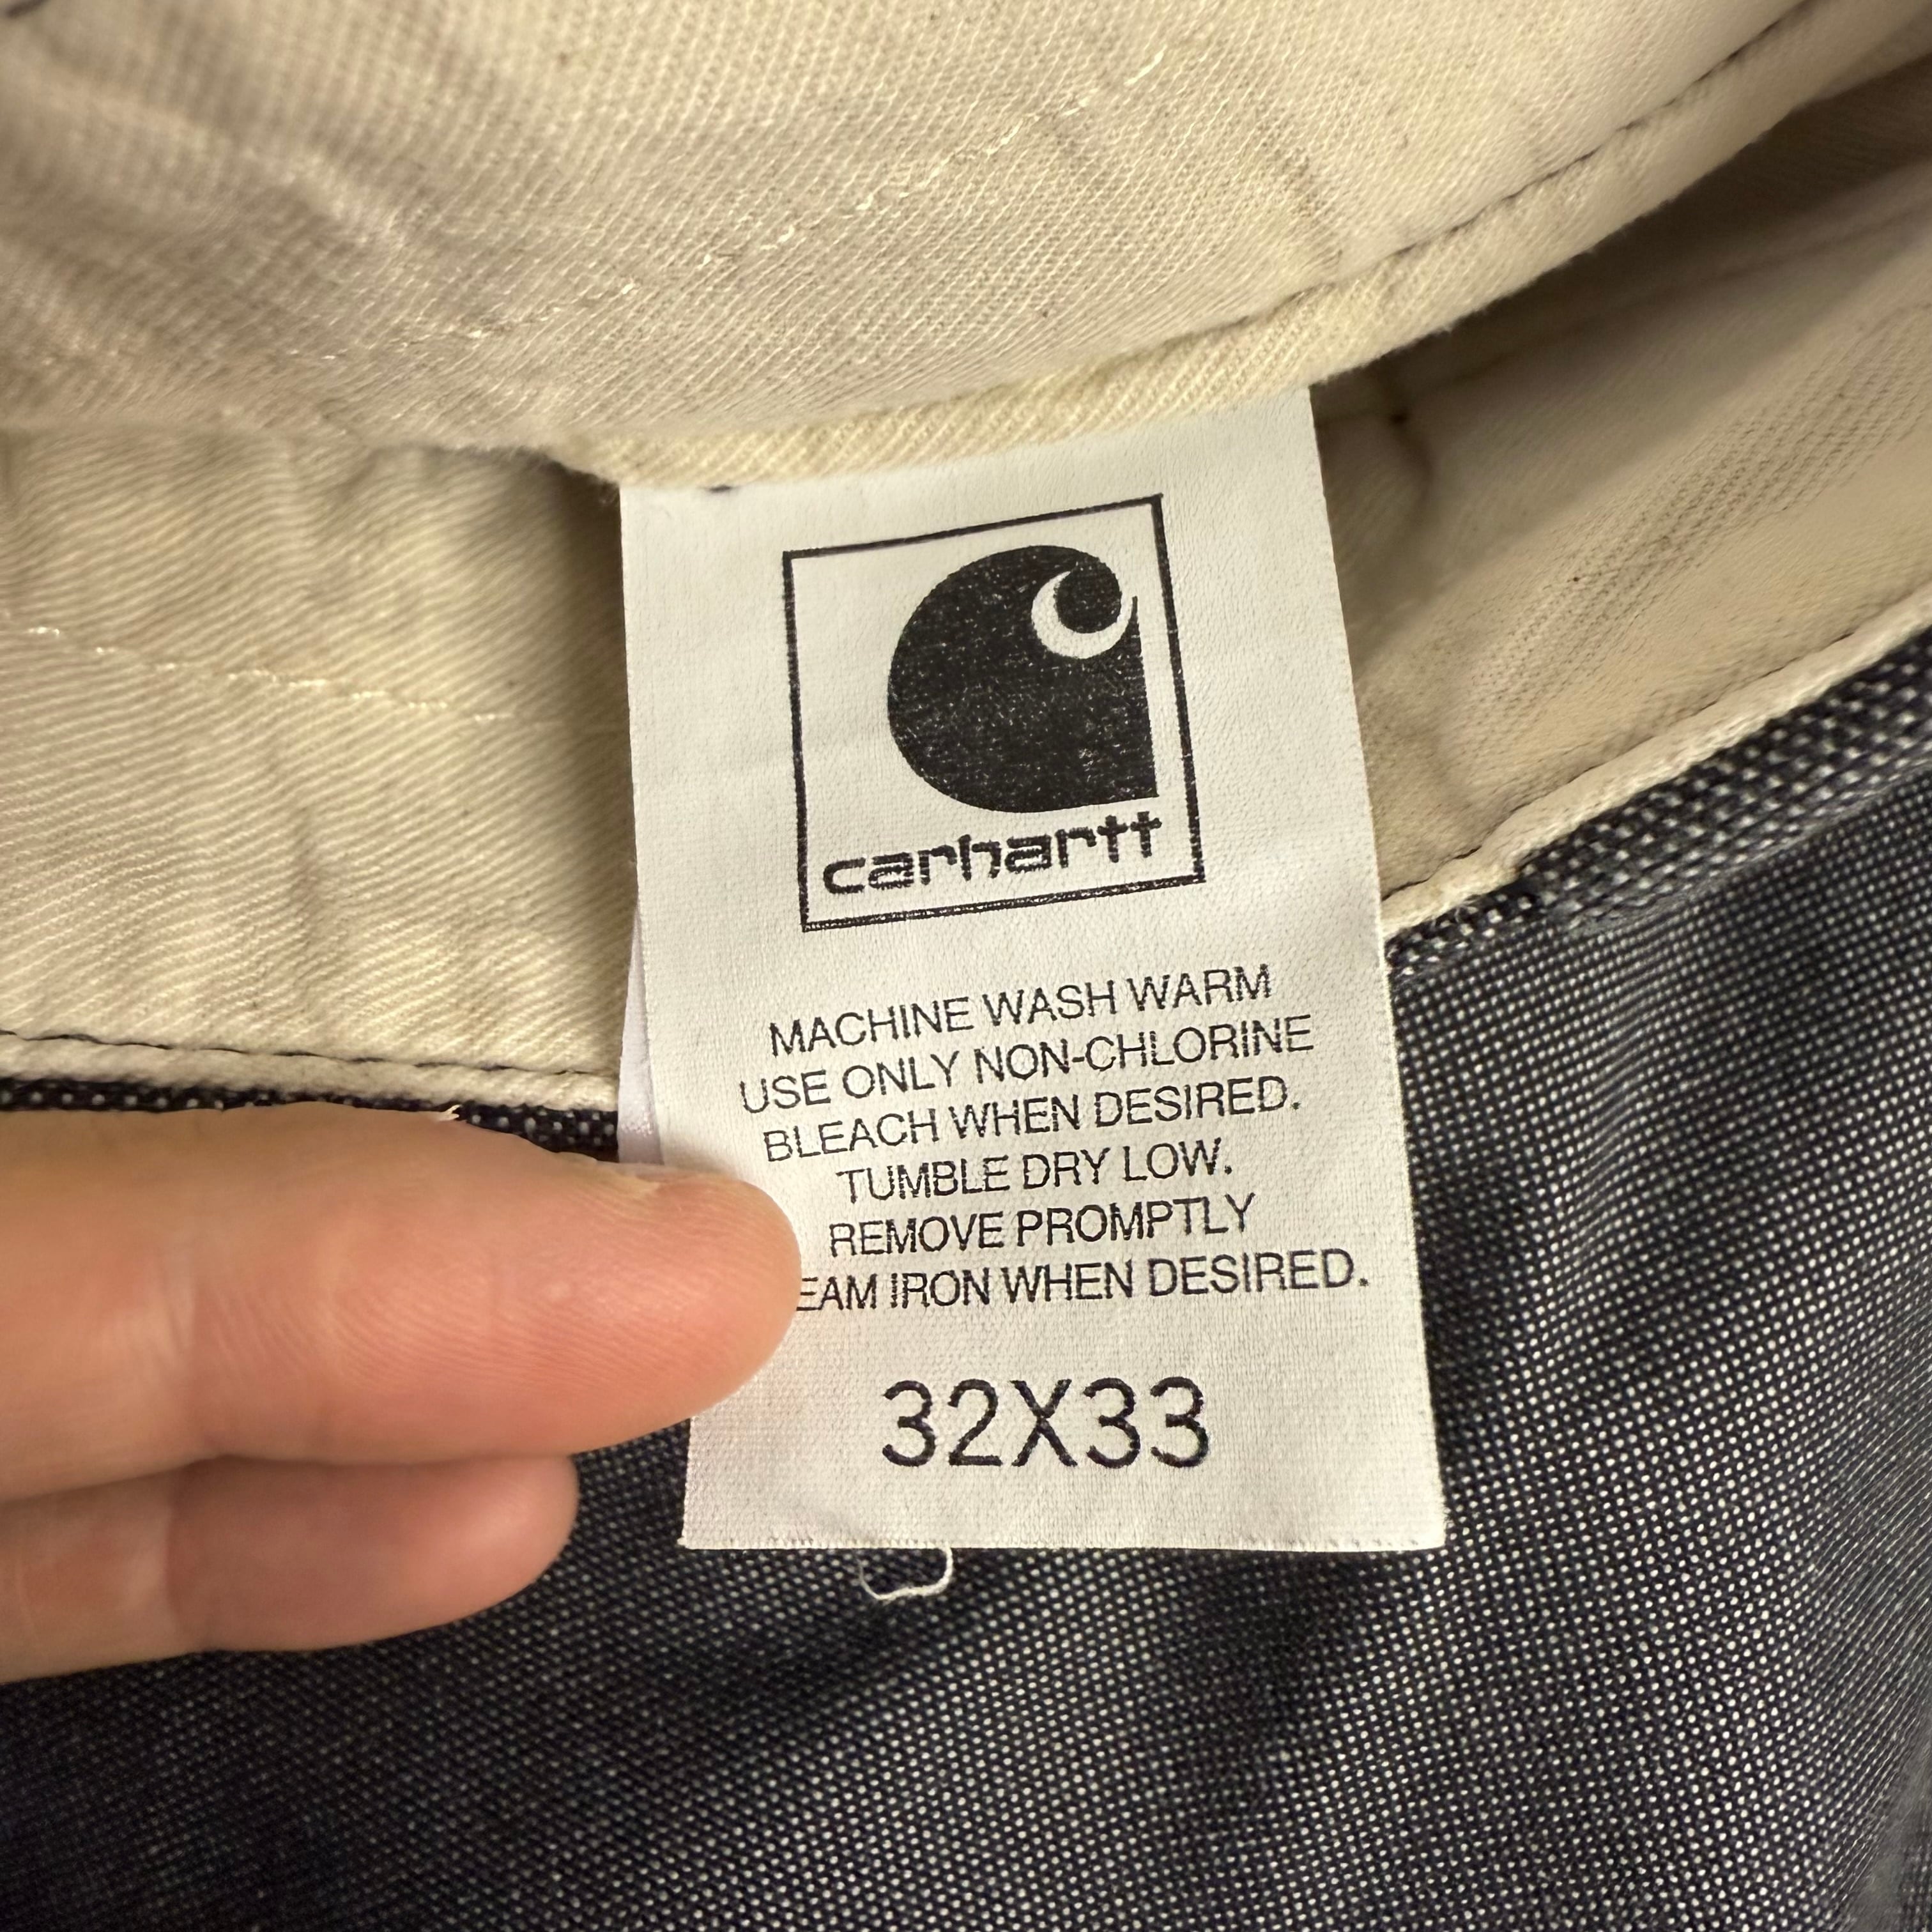 carhartt
MACHINE WASH WARM
USE ONLY NON-CHLORINE
BLEACH WHEN DESIRED.
TUMBLE DRY LOW.
REMOVE PROMPTLY
EAM IRON WHEN DESIRED.
32X33